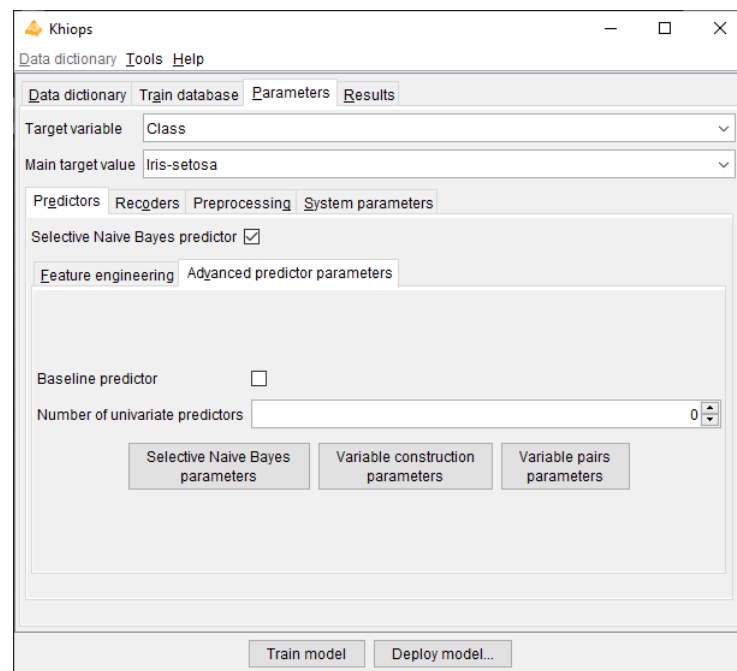 Khiops
Data dictionary Tools Help
Data dictionary Train database Parameters Results
Target variable Class
Main target value Iris-setosa
Predictors Recoders Preprocessing System parameters
Selective Naive Bayes predictor
Feature engineering Advanced predictor parameters
Baseline predictor
Number of univariate predictors 0
Selective Naive Bayes parameters
Variable construction parameters
Variable pairs parameters
Train model Deploy model...